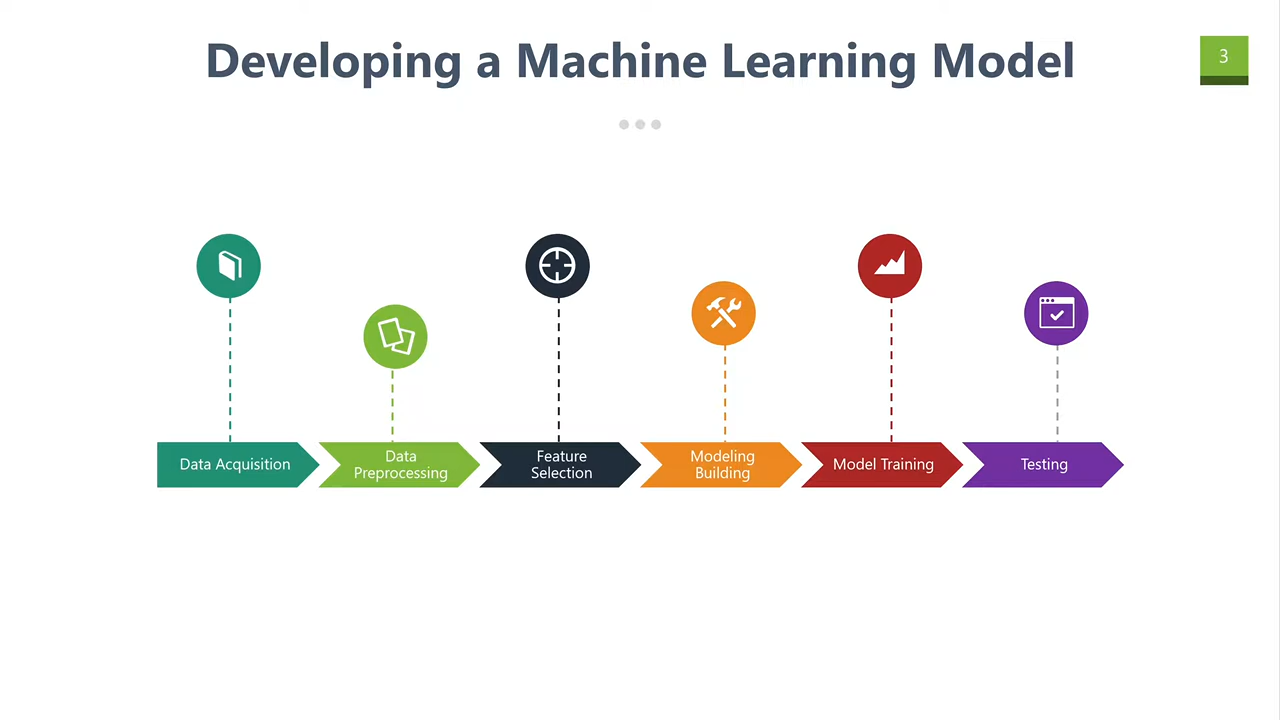 Developing a Machine Learning Model
3
Data Acquisition
Data
Preprocessing
Feature
Selection
Modeling
Building
Model Training
Testing